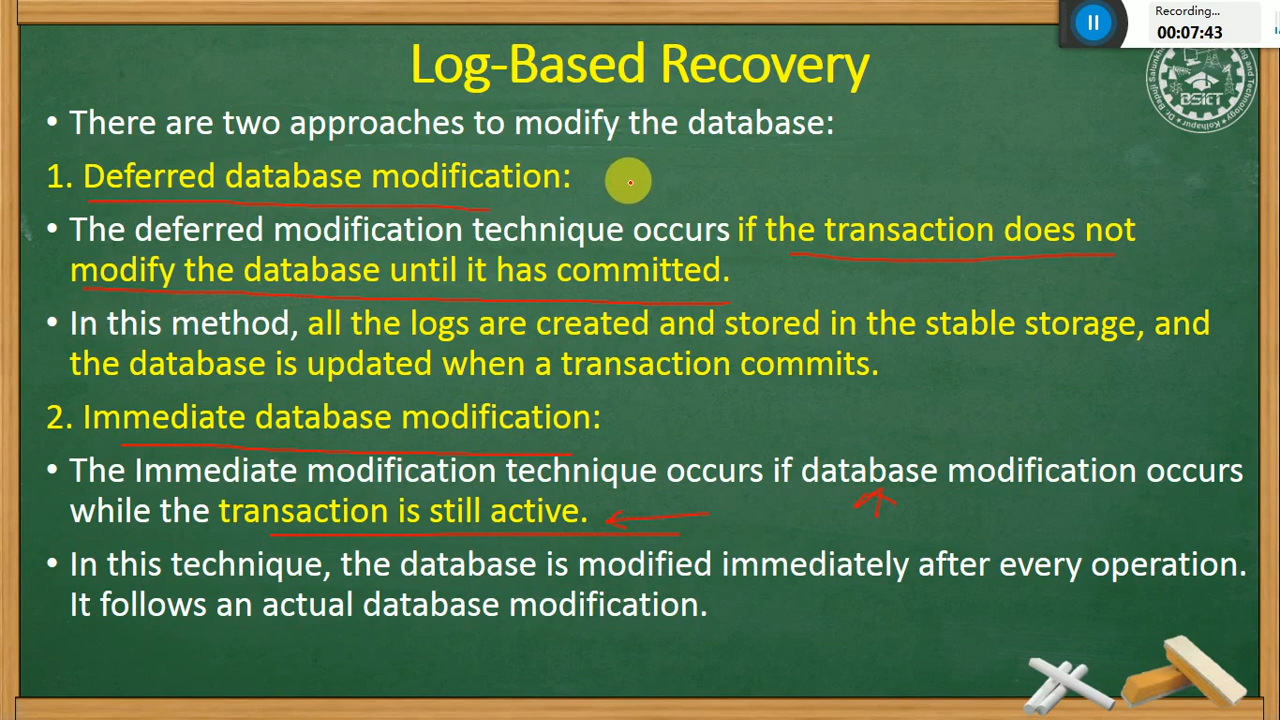 Recording...
00:07:43
Log-Based Recovery
BSIET
• There are two approaches to modify the database:
1. Deferred database modification:
• The deferred modification technique occurs if the transaction does not
modify the database until it has committed.
• In this method, all the logs are created and stored in the stable storage, and
the database is updated when a transaction commits.
2. Immediate database modification:
• The Immediate modification technique occurs if database modification occurs
while the transaction is still active.
• In this technique, the database is modified immediately after every operation.
It follows an actual database modification.